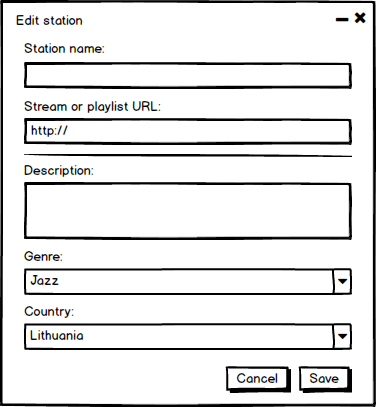 Edit station
Station name:
Stream or playlist URL:
http://
Description:
Genre:
Jazz
Country:
Lithuania
Cancel Save